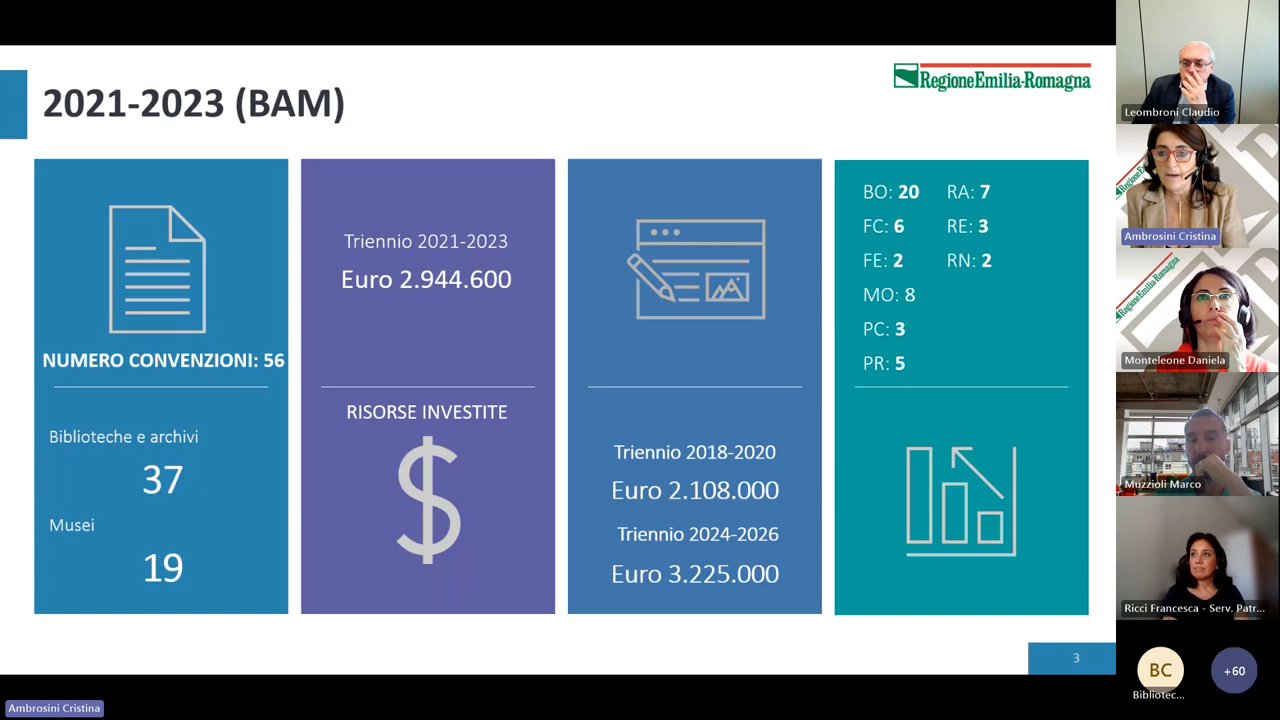 2021-2023 (BAM)
RegioneEmilia-Romagna
NUMERO CONVENZIONI: 56
Biblioteche e archivi
37
Musei
19
Triennio 2021-2023
Euro 2.944.600
RISORSE INVESTITE
Triennio 2018-2020
Euro 2.108.000
Triennio 2024-2026
Euro 3.225.000
BO: 20 RA: 7
FC: 6 RE: 3
FE: 2 RN: 2
MO: 8
PC: 3
PR: 5
3
Leombroni Claudio
Ambrosini Cristina
Monteleone Daniela
Muzzioli Marco
Ricci Francesca - Serv. Patr...
BC
+60
Bibliotec...
Ambrosini Cristina